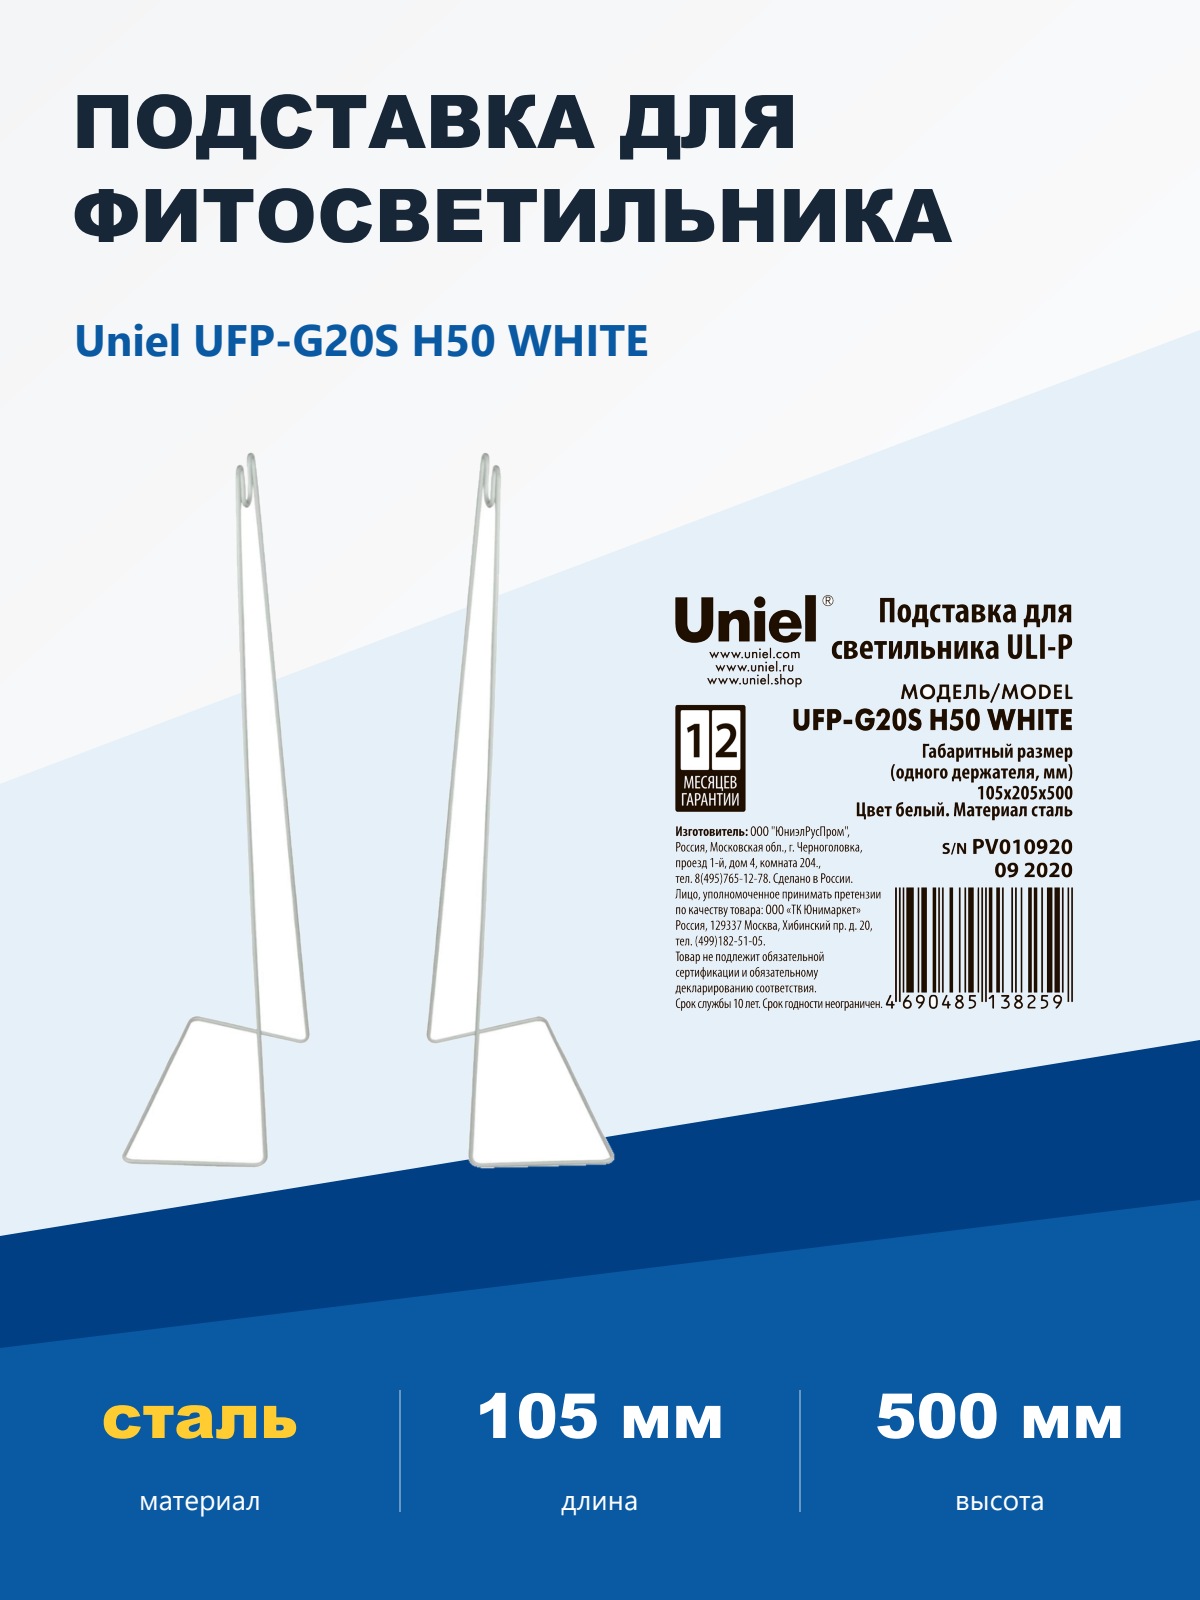 ПОДСТАВКА ДЛЯ
ФИТОСВЕТИЛЬНИКА
Uniel UFP-G20S H50 WHITE
Uniel®
www.uniel.com
www.uniel.ru
www.uniel.shop
Подставка для
светильника ULI-P
МОДЕЛЬ/MODEL
UFP-G20S H50 WHITE
Габаритный размер
(одного держателя, мм)
105x205x500
Цвет белый. Материал сталь
12
МЕСЯЦЕВ
ГАРАНТИИ
S/N PV010920
09 2020
Изготовитель: ООО "ЮниэлРусПром",
Россия, Московская обл., г. Черноголовка,
проезд 1-й, дом 4, комната 204.,
тел. 8(495)765-12-78. Сделано в России.
Лицо, уполномоченное принимать претензии
по качеству товара: ООО «ТК Юнимаркет»
Россия, 129337 Москва, Хибинский пр. д. 20,
тел. (499)182-51-05.
Товар не подлежит обязательной
сертификации и обязательному
декларированию соответствия.
Срок службы 10 лет. Срок годности неограничен.
4 690485 138259
сталь
материал
105 мм
длина
500 мм
высота